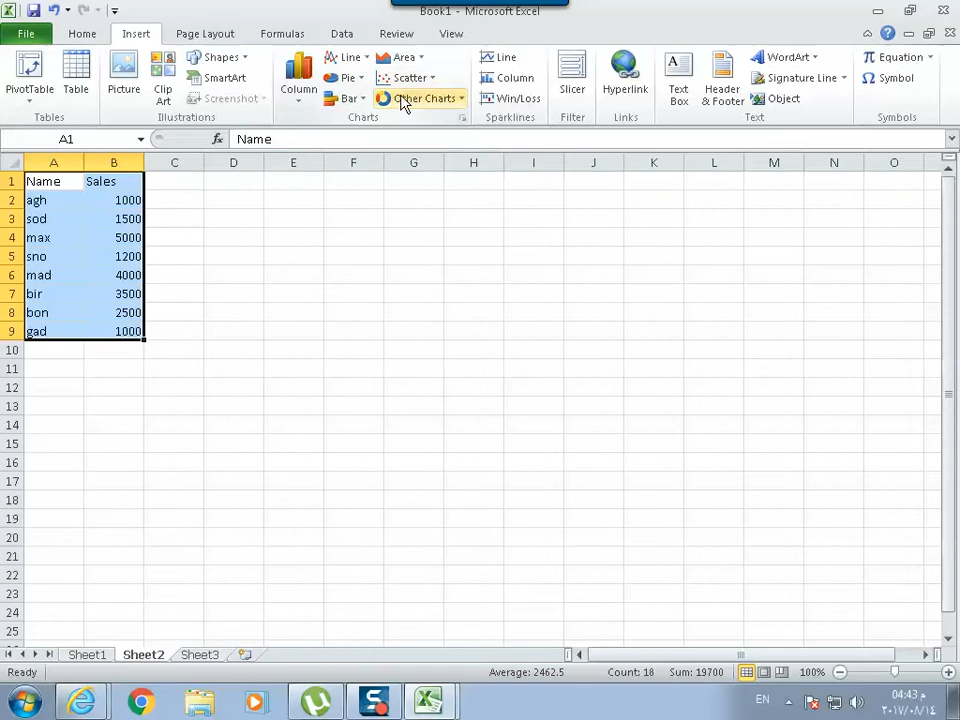 Book1 - Microsoft Excel
File Home Insert Page Layout Formulas Data Review View
PivotTable Table Picture Clip Art Shapes SmartArt Screenshot Column Line Pie Bar Area Scatter Other Charts Line Column Win/Loss Slicer Hyperlink Text Box Header & Footer WordArt Signature Line Object Equation Symbol
Tables Illustrations Charts Sparklines Filter Links Text Symbols
A1 fx Name
A B C D E F G H I J K L M N O
1 Name Sales
2 agh 1000
3 sod 1500
4 max 5000
5 sno 1200
6 mad 4000
7 bir 3500
8 bon 2500
9 gad 1000
10
11
12
13
14
15
16
17
18
19
20
21
22
23
24
25
Sheet1 Sheet2 Sheet3
Ready Average: 2462.5 Count: 18 Sum: 19700 100%
EN م 04:43
٢٠١٧/٠٨/١٤